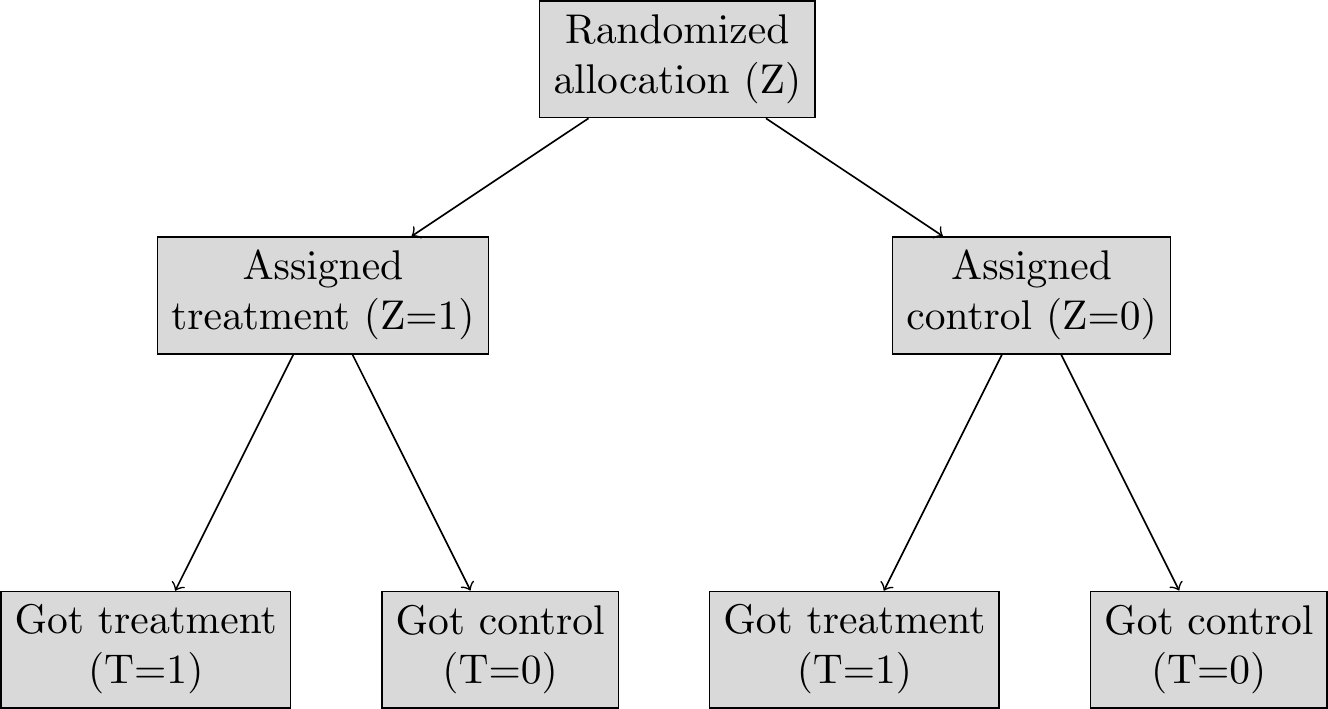 Randomized
allocation (Z)
Assigned
treatment (Z=1)
Assigned
control (Z=0)
Got treatment
(T=1)
Got control
(T=0)
Got treatment
(T=1)
Got control
(T=0)